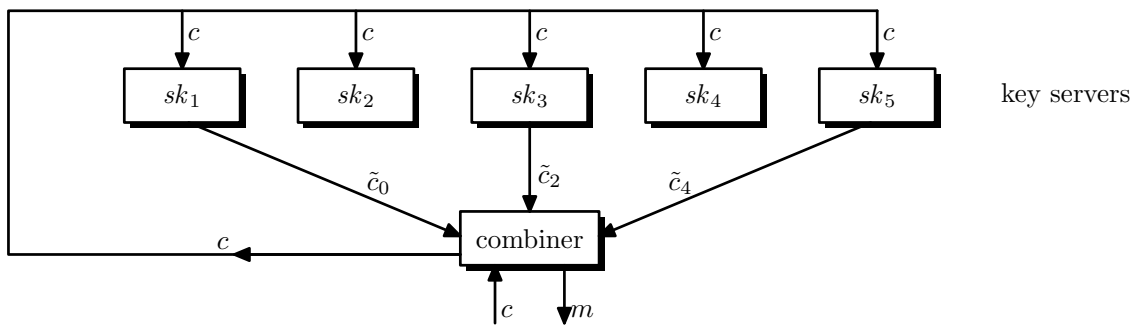 c c c c c
sk₁ sk₂ sk₃ sk₄ sk₅ key servers
c̃₀ c̃₂ c̃₄
combiner
c
c m